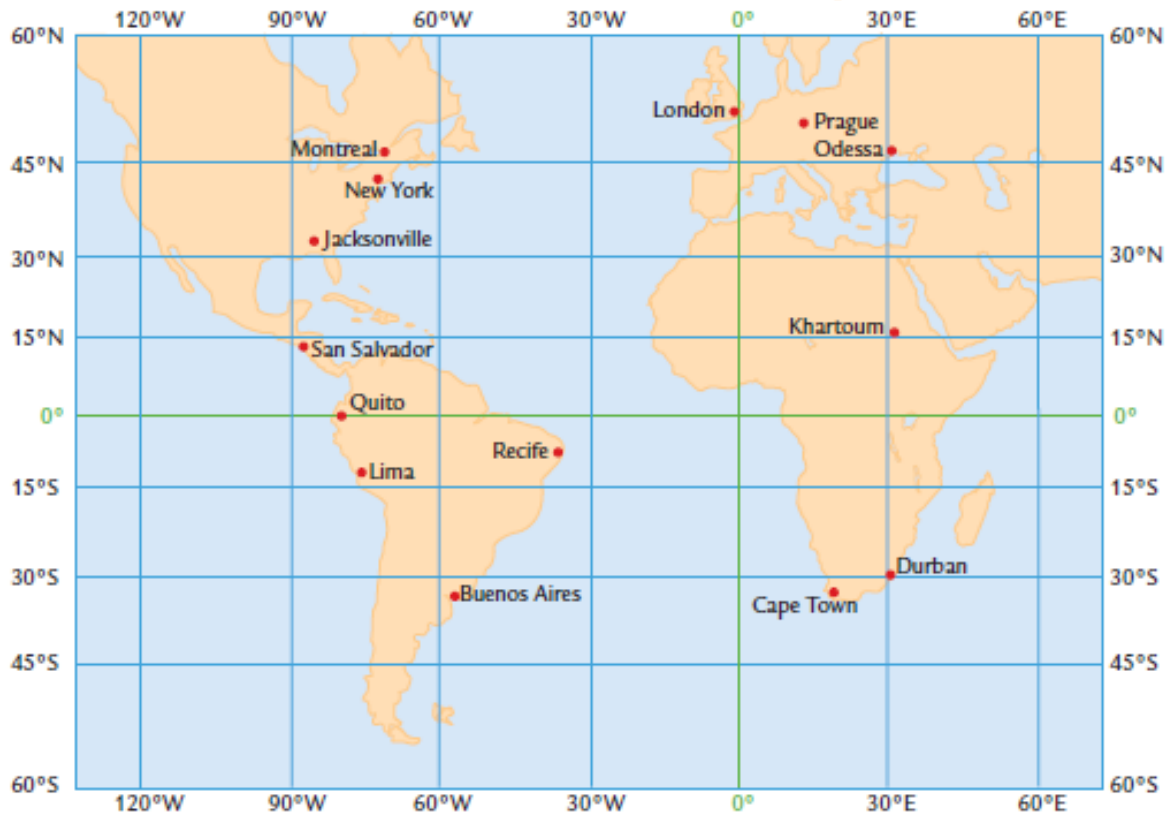 120°W 90°W 60°W 30°W 0° 30°E 60°E
60°N 60°N
London
Prague
Montreal
Odessa
45°N 45°N
New York
Jacksonville
30°N 30°N
Khartoum
15°N 15°N
San Salvador
Quito
0° 0°
Recife
Lima
15°S 15°S
Durban
30°S 30°S
Buenos Aires
Cape Town
45°S 45°S
60°S 60°S
120°W 90°W 60°W 30°W 0° 30°E 60°E